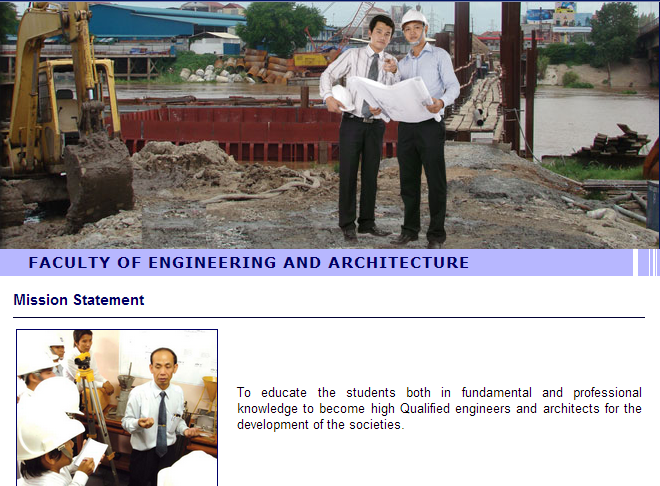 FACULTY OF ENGINEERING AND ARCHITECTURE
Mission Statement
To educate the students both in fundamental and professional
knowledge to become high Qualified engineers and architects for the
development of the societies.